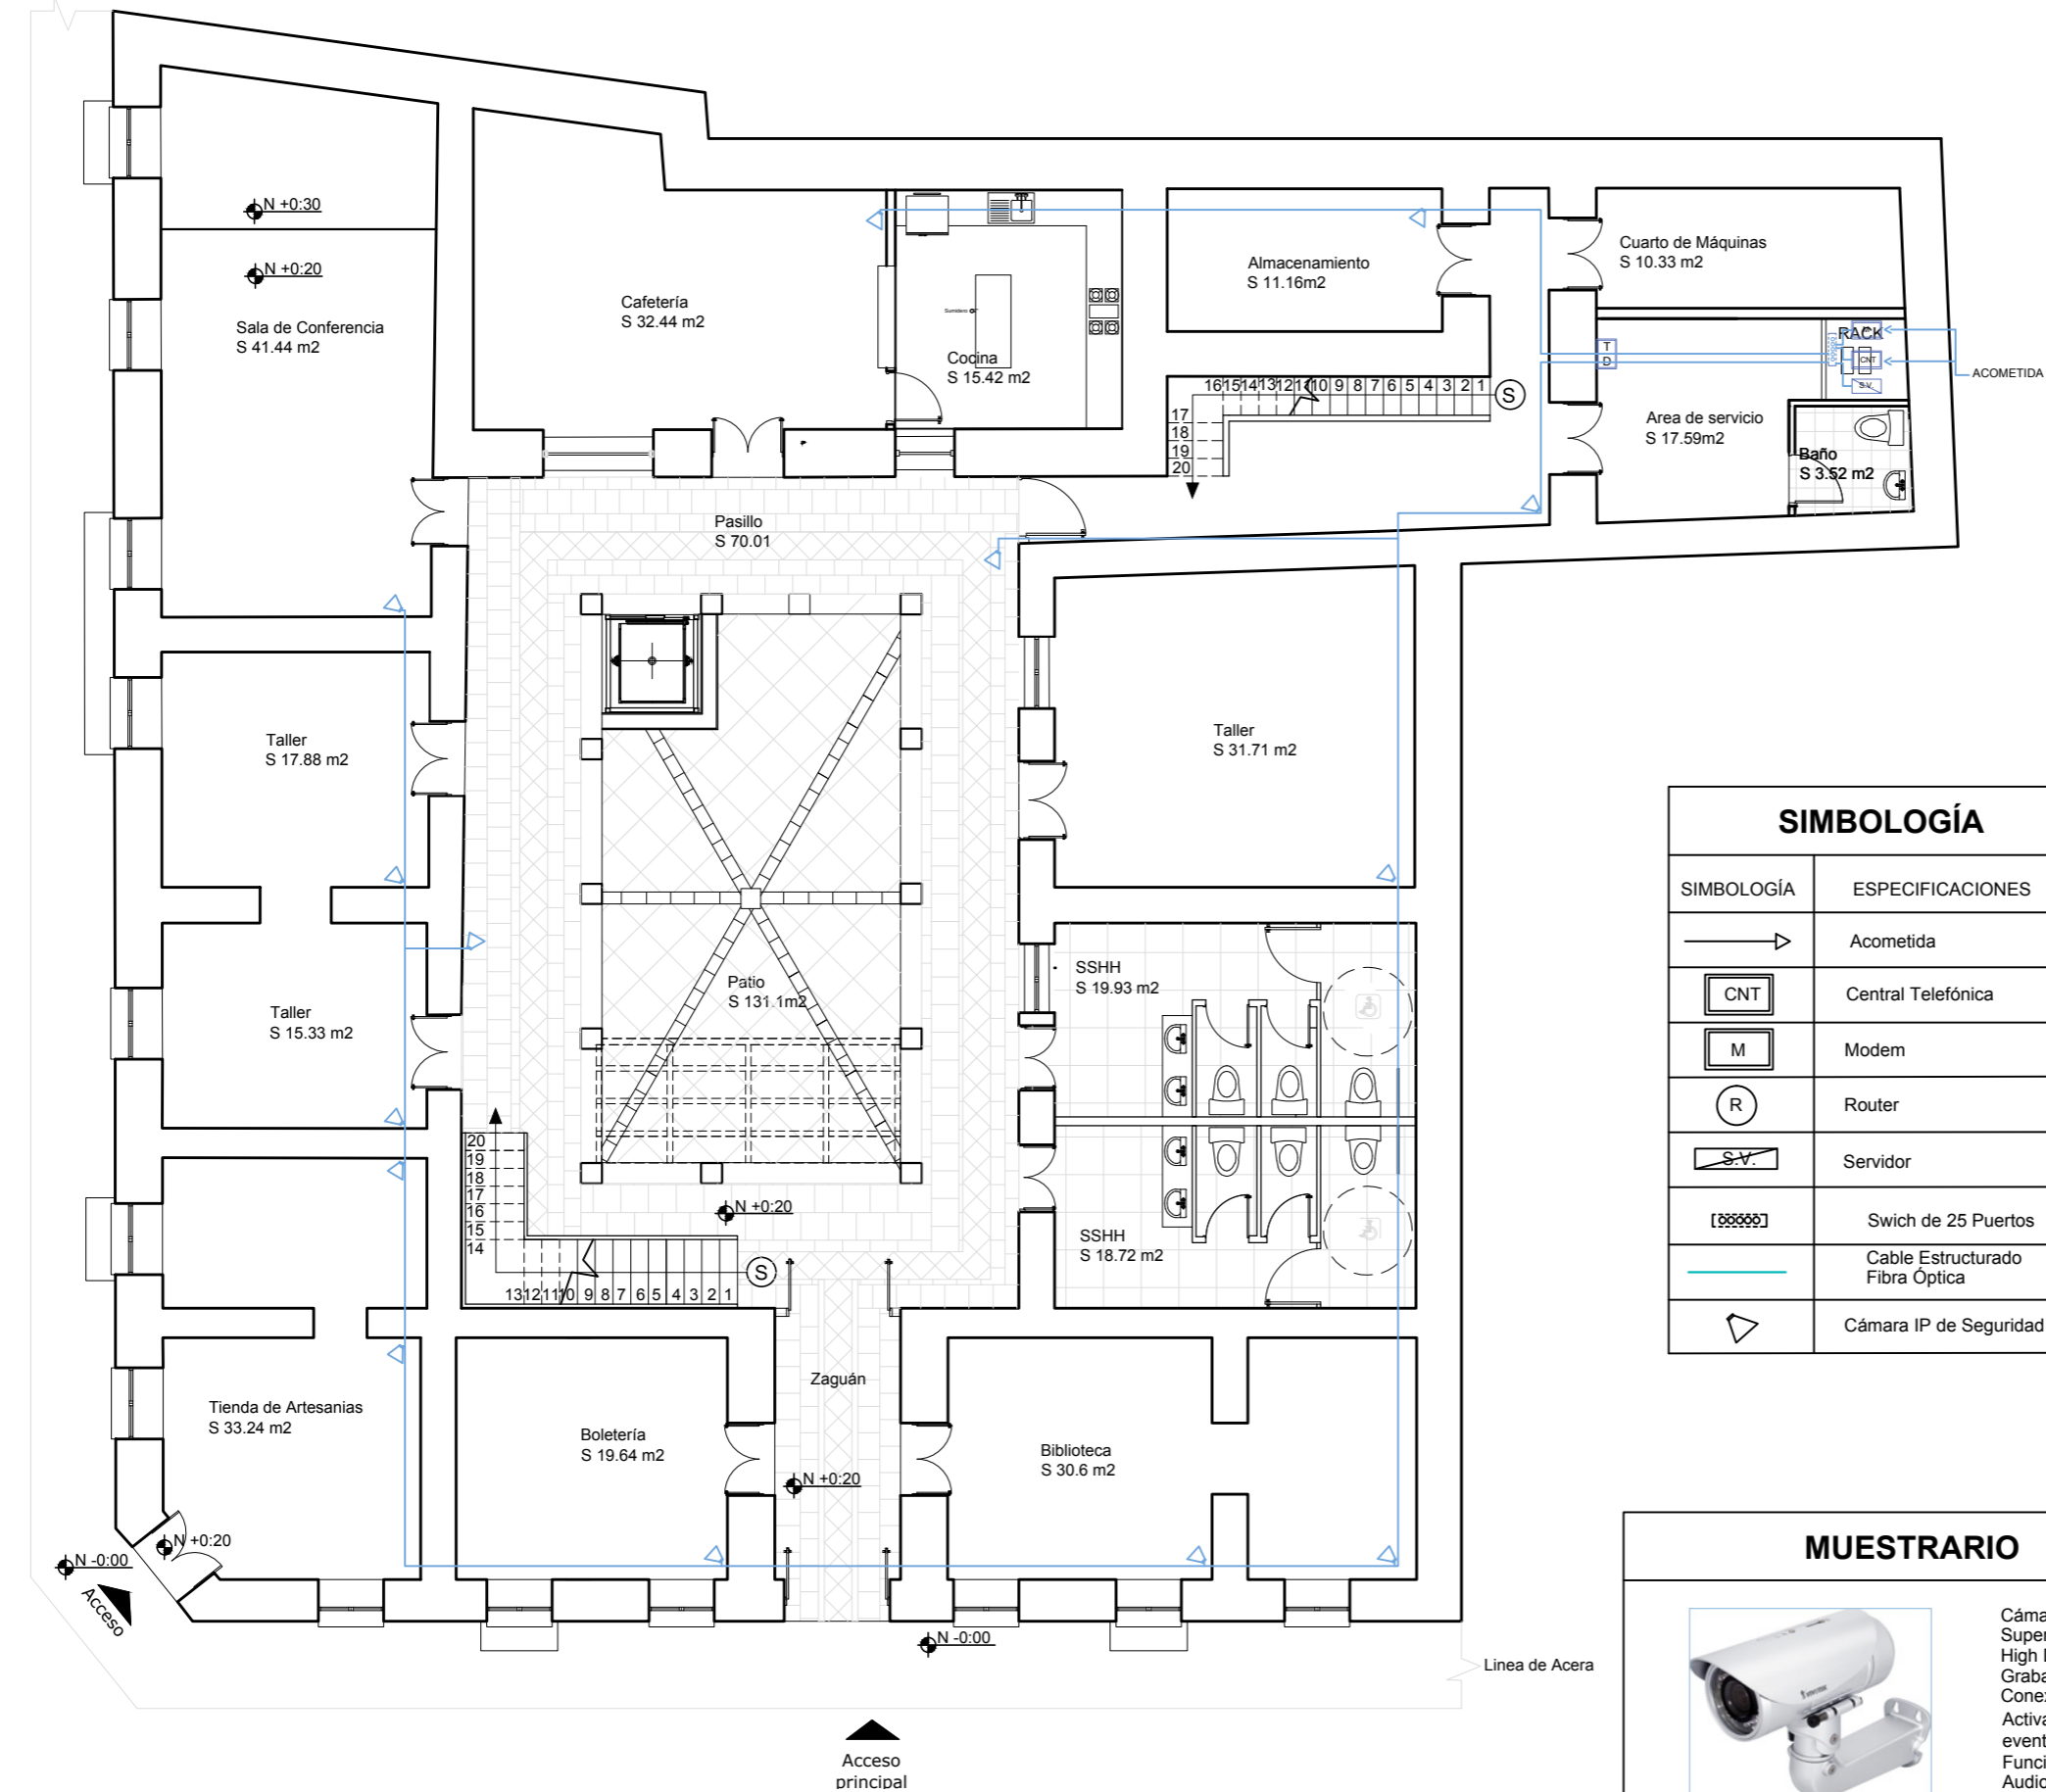 N +0:30
N +0:20
Sala de Conferencia
S 41.44 m2
Cafetería
S 32.44 m2
Sumidero
Cocina
S 15.42 m2
Almacenamiento
S 11.16m2
Cuarto de Máquinas
S 10.33 m2
RACK
CNT
S.V.
T
D
ACOMETIDA
Area de servicio
S 17.59m2
Baño
S 3.52 m2
16 15 14 13 12 11 10 9 8 7 6 5 4 3 2 1
S
17
18
19
20
Pasillo
S 70.01
Taller
S 17.88 m2
Taller
S 31.71 m2
Taller
S 15.33 m2
Patio
S 131.1m2
SSHH
S 19.93 m2
SSHH
S 18.72 m2
N +0:20
20
19
18
17
16
15
14
13 12 11 10 9 8 7 6 5 4 3 2 1
S
Zaguán
Tienda de Artesanias
S 33.24 m2
Boletería
S 19.64 m2
Biblioteca
S 30.6 m2
N +0:20
N +0:20
N -0:00
Acceso
N -0:00
Linea de Acera
Acceso
principal
SIMBOLOGÍA
SIMBOLOGÍA ESPECIFICACIONES
Acometida
CNT Central Telefónica
M Modem
R Router
S.V. Servidor
Swich de 25 Puertos
Cable Estructurado
Fibra Óptica
Cámara IP de Seguridad
MUESTRARIO